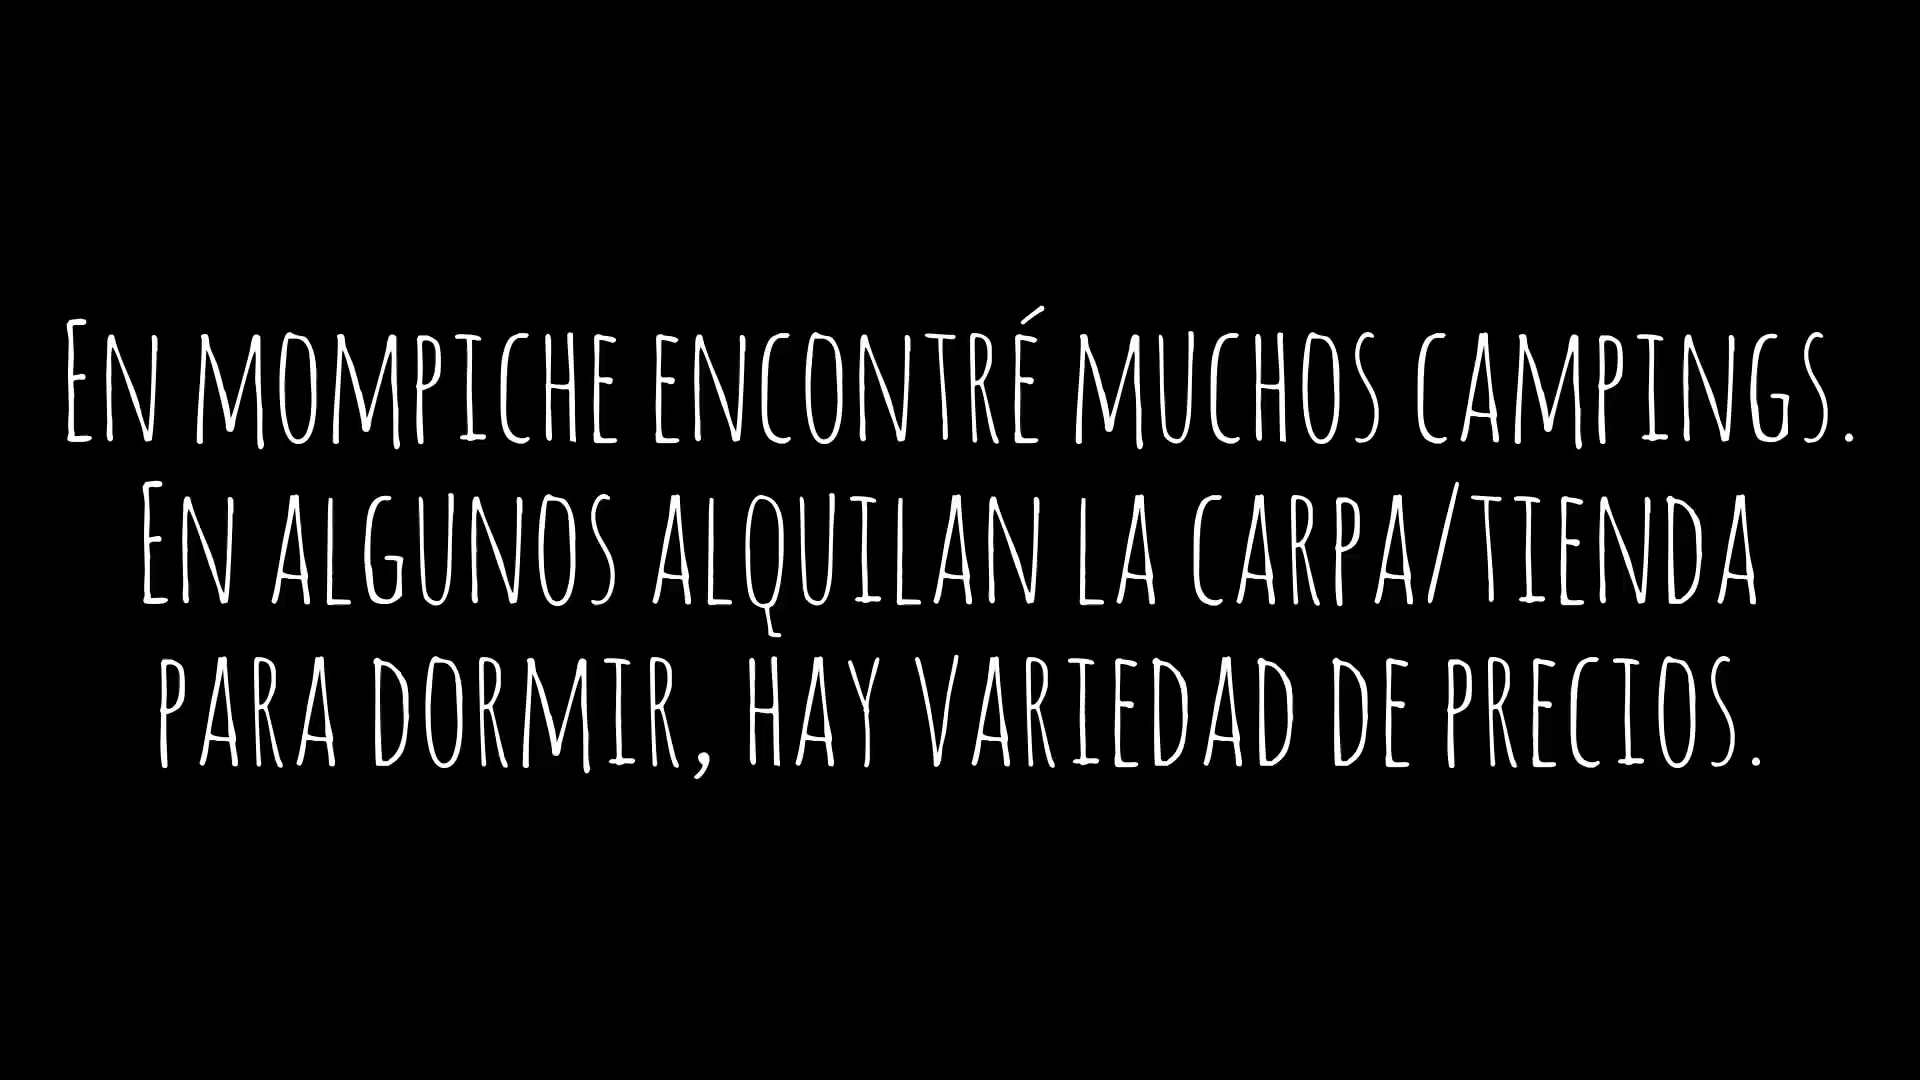 En mompiche encontré muchos campings.
En algunos alquilan la carpa/tienda
para dormir, hay variedad de precios.